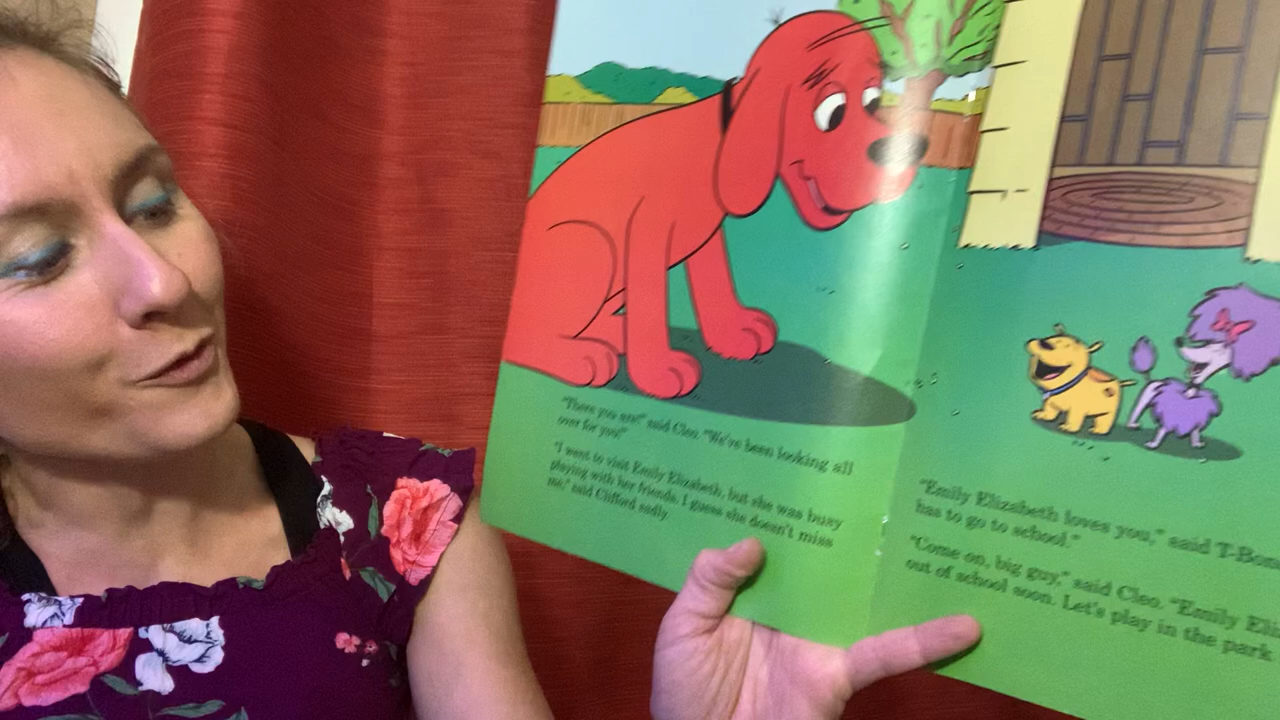 "There you are!" said Cleo. "We've been looking all
over for you!"
"I went to visit Emily Elizabeth, but she was busy
playing with her friends. I guess she doesn't miss
me," said Clifford sadly.
"Emily Elizabeth loves you," said T-Bon
has to go to school."
"Come on, big guy," said Cleo. "Emily Eliz
out of school soon. Let's play in the park